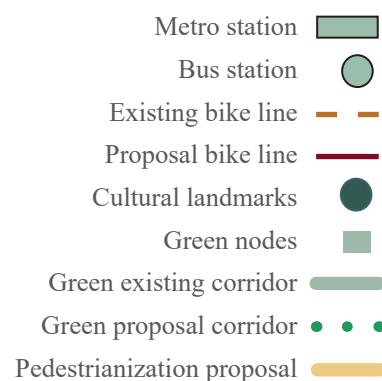 Metro station
Bus station
Existing bike line
Proposal bike line
Cultural landmarks
Green nodes
Green existing corridor
Green proposal corridor
Pedestrianization proposal